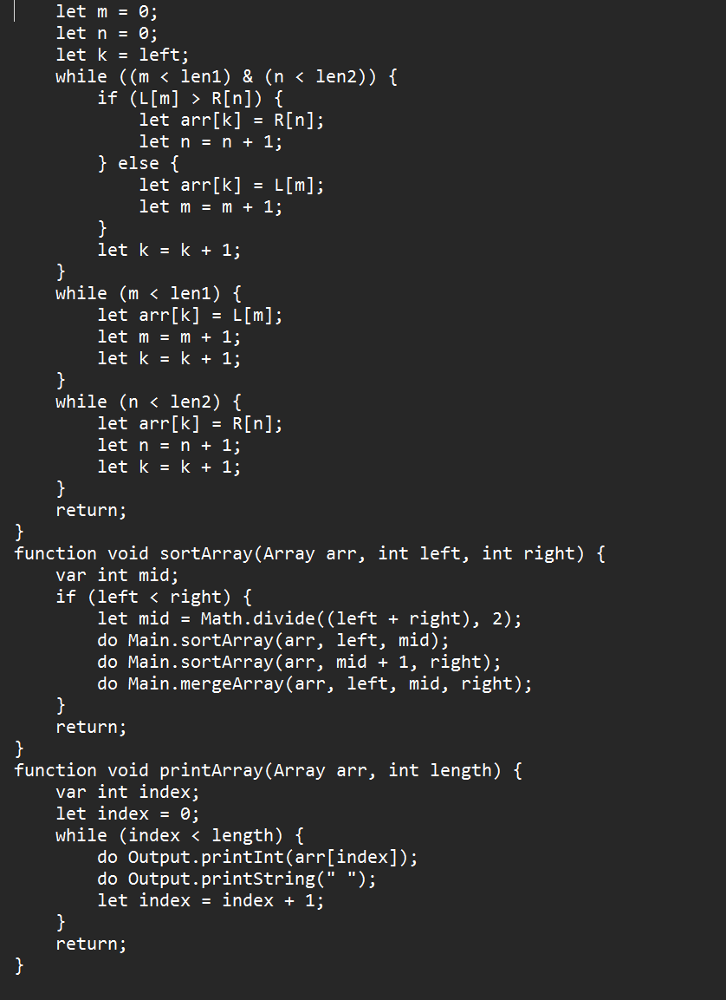 let m = 0;
    let n = 0;
    let k = left;
    while ((m < len1) & (n < len2)) {
        if (L[m] > R[n]) {
            let arr[k] = R[n];
            let n = n + 1;
        } else {
            let arr[k] = L[m];
            let m = m + 1;
        }
        let k = k + 1;
    }
    while (m < len1) {
        let arr[k] = L[m];
        let m = m + 1;
        let k = k + 1;
    }
    while (n < len2) {
        let arr[k] = R[n];
        let n = n + 1;
        let k = k + 1;
    }
    return;
}
function void sortArray(Array arr, int left, int right) {
    var int mid;
    if (left < right) {
        let mid = Math.divide((left + right), 2);
        do Main.sortArray(arr, left, mid);
        do Main.sortArray(arr, mid + 1, right);
        do Main.mergeArray(arr, left, mid, right);
    }
    return;
}
function void printArray(Array arr, int length) {
    var int index;
    let index = 0;
    while (index < length) {
        do Output.printInt(arr[index]);
        do Output.printString(" ");
        let index = index + 1;
    }
    return;
}